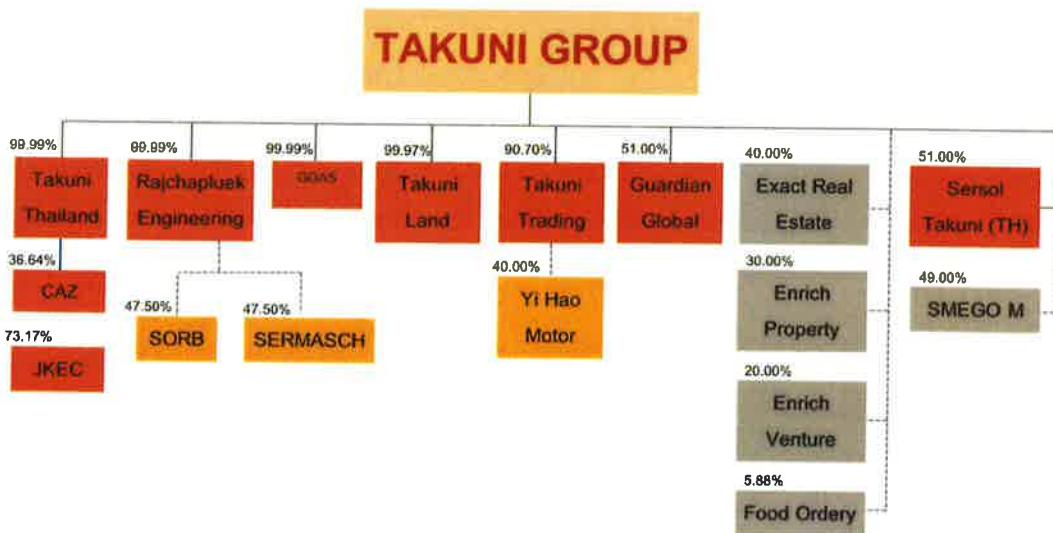 TAKUNI GROUP
99.99%
Takuni
Thailand
99.99%
Rajchapluek
Engineering
99.99%
GOAS
99.97%
Takuni
Land
90.70%
Takuni
Trading
51.00%
Guardian
Global
40.00%
Exact Real
Estate
51.00%
Sersol
Takuni (TH)
36.64%
CAZ
73.17%
JKEC
47.50%
SORB
47.50%
SERMASCH
40.00%
Yi Hao
Motor
30.00%
Enrich
Property
49.00%
SMEGO M
20.00%
Enrich
Venture
5.88%
Food Ordery